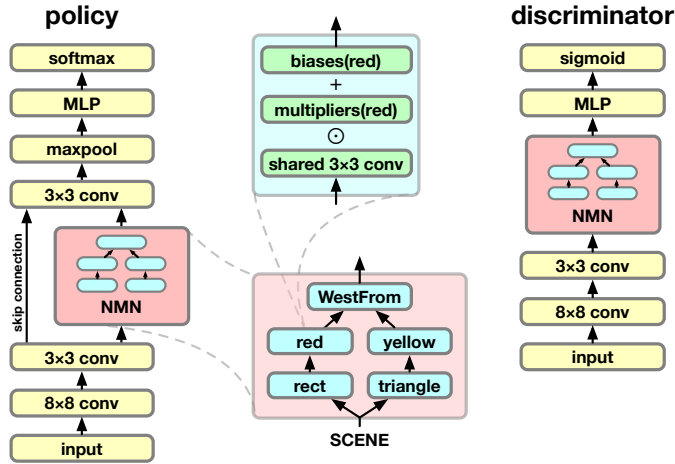 policy
softmax
MLP
maxpool
3×3 conv
skip connection
NMN
3×3 conv
8×8 conv
input
biases(red)
+
multipliers(red)
⊙
shared 3×3 conv
WestFrom
red
yellow
rect
triangle
SCENE
discriminator
sigmoid
MLP
NMN
3×3 conv
8×8 conv
input